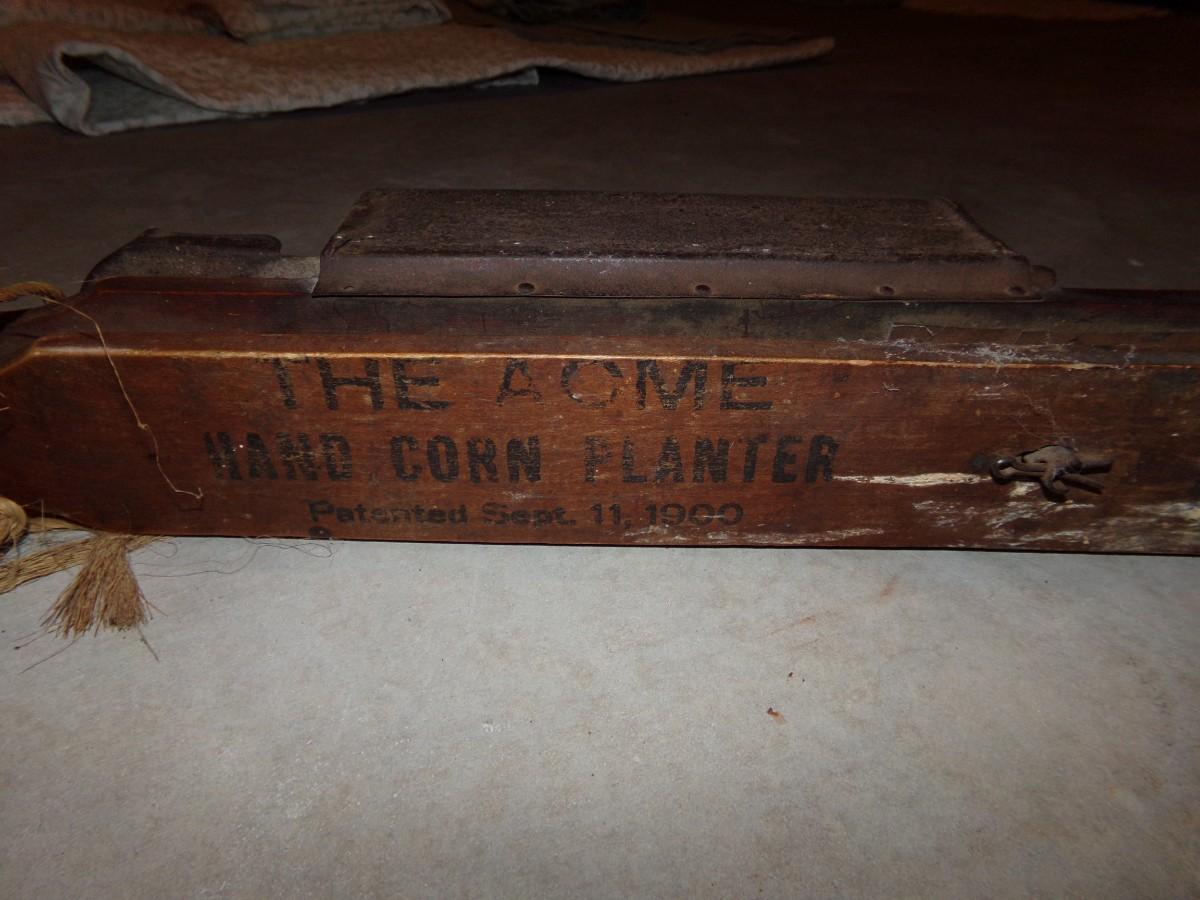 THE ACME
HAND CORN PLANTER
Patented Sept. 11, 1900